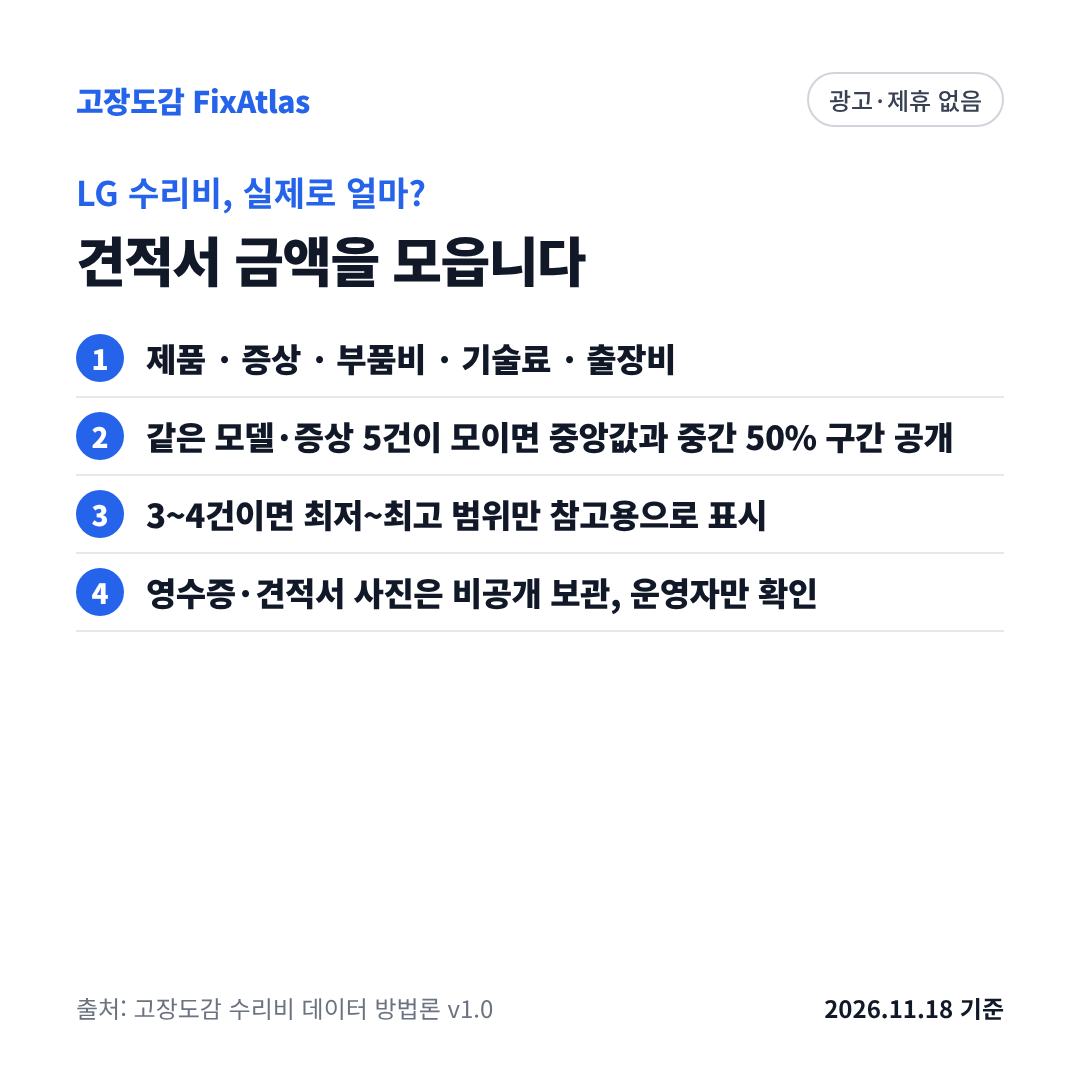 고장도감 FixAtlas
광고·제휴 없음
LG 수리비, 실제로 얼마?
견적서 금액을 모읍니다
1 제품 · 증상 · 부품비 · 기술료 · 출장비
2 같은 모델·증상 5건이 모이면 중앙값과 중간 50% 구간 공개
3 3~4건이면 최저~최고 범위만 참고용으로 표시
4 영수증·견적서 사진은 비공개 보관, 운영자만 확인
출처: 고장도감 수리비 데이터 방법론 v1.0
2026.11.18 기준